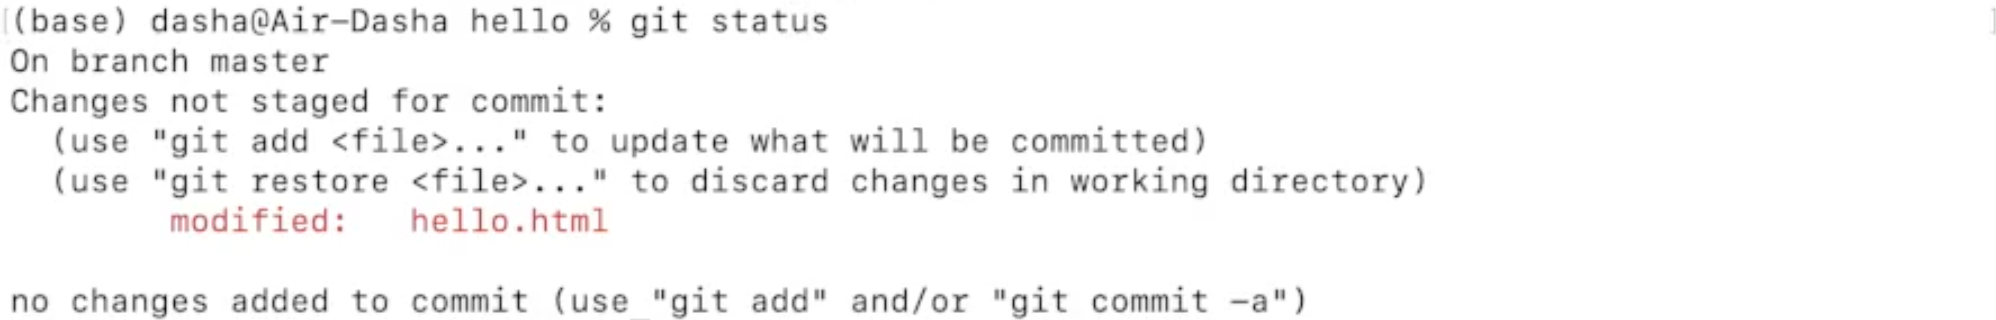 (base) dasha@Air-Dasha hello % git status
On branch master
Changes not staged for commit:
  (use "git add <file>..." to update what will be committed)
  (use "git restore <file>..." to discard changes in working directory)
        modified:   hello.html

no changes added to commit (use "git add" and/or "git commit -a")